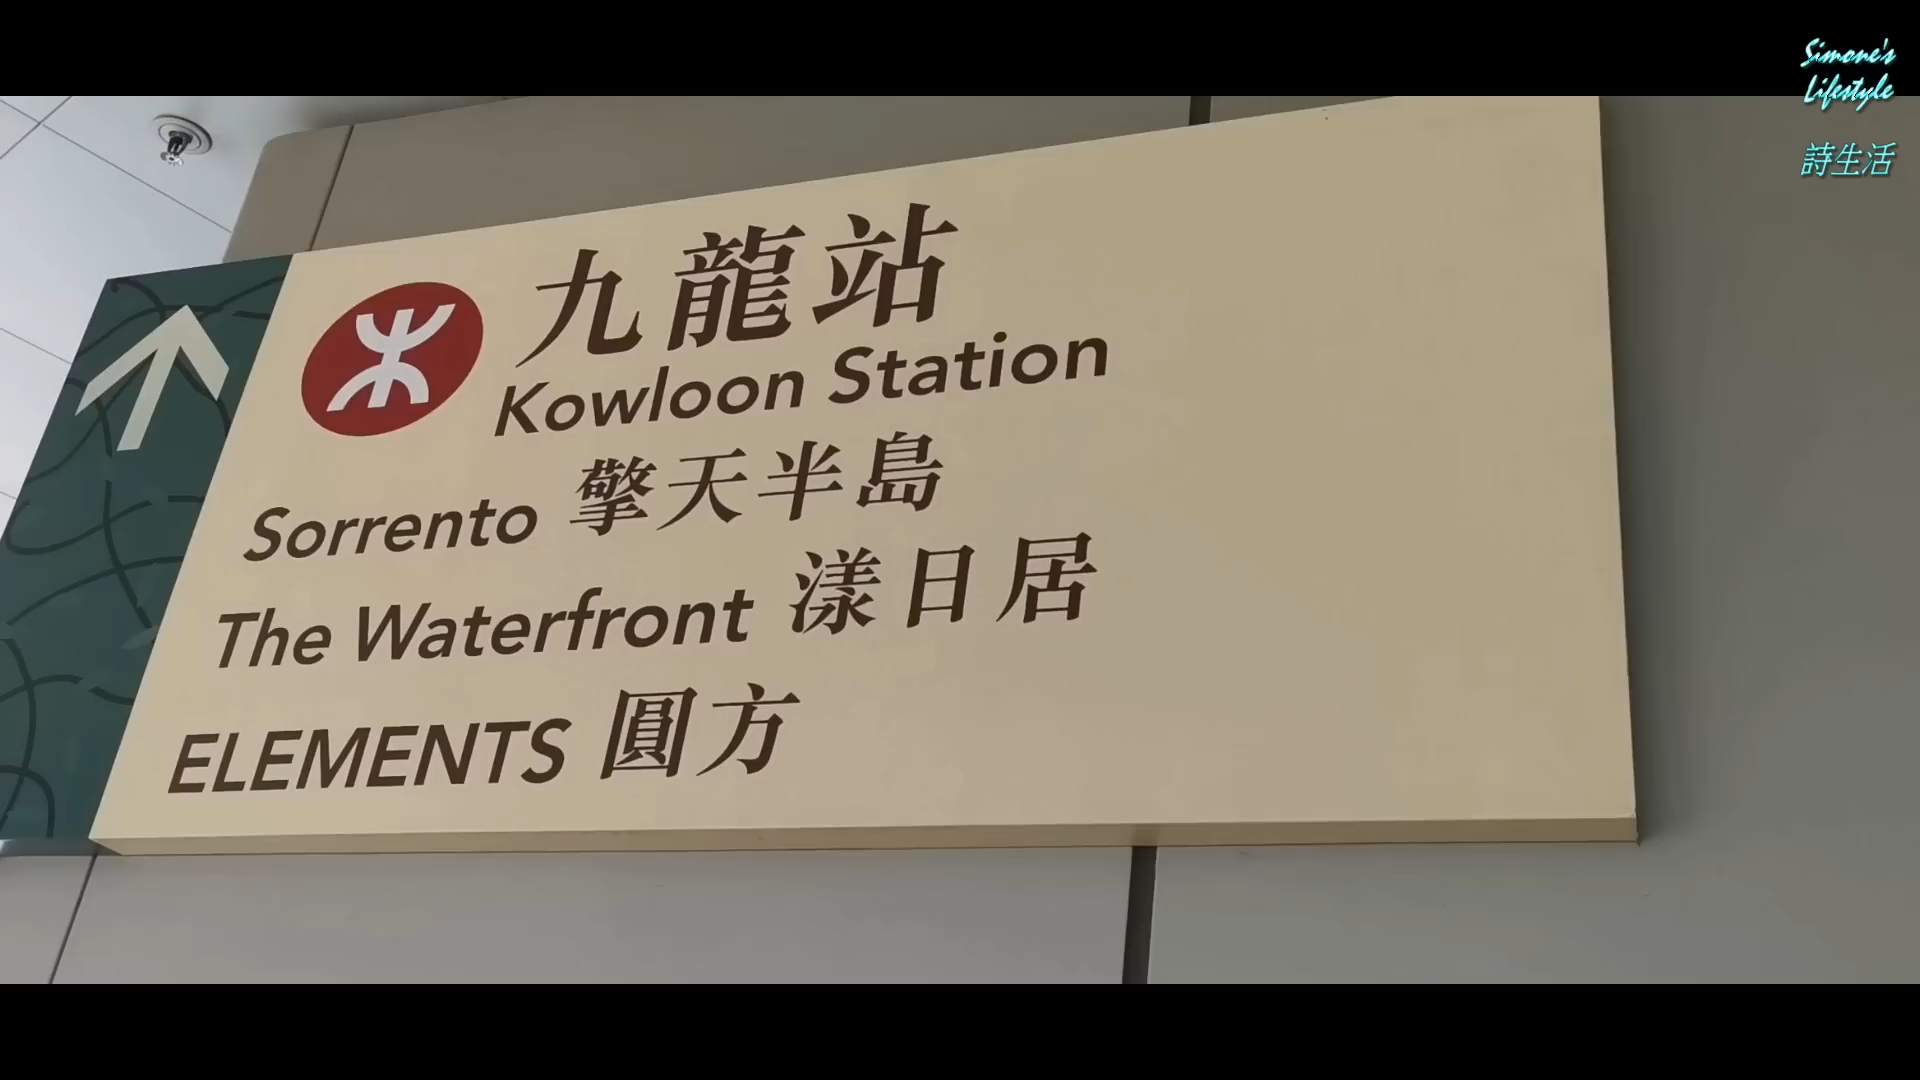 Simone's
Lifestyle
詩生活
九龍站
Kowloon Station
Sorrento 擎天半島
The Waterfront 漾日居
ELEMENTS 圓方